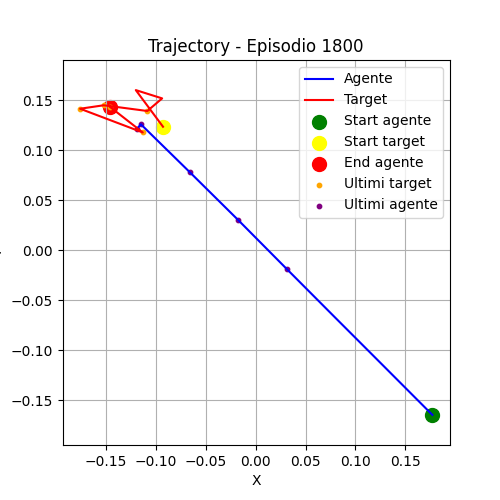 Trajectory - Episodio 1800
Agente
Target
Start agente
Start target
End agente
Ultimi target
Ultimi agente
0.15
0.10
0.05
0.00
−0.05
−0.10
−0.15
−0.15 −0.10 −0.05 0.00 0.05 0.10 0.15
X